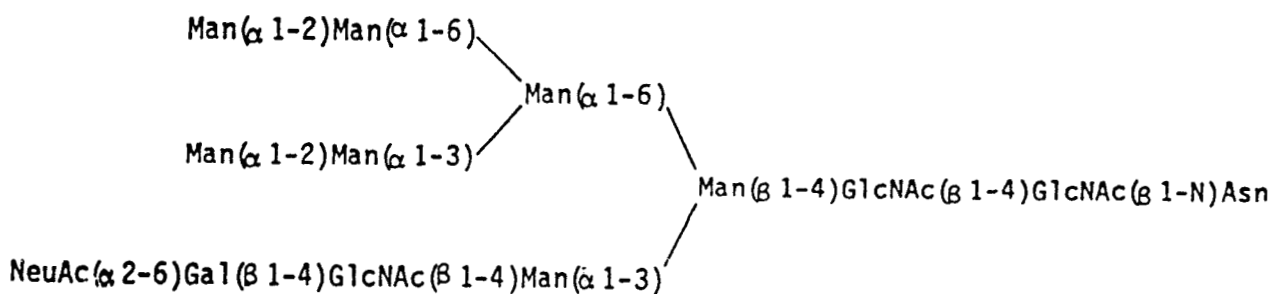 Man(α 1-2)Man(α 1-6)
Man(α 1-6)
Man(α 1-2)Man(α 1-3)
Man(β 1-4)GlcNAc(β 1-4)GlcNAc(β 1-N)Asn
NeuAc(α 2-6)Gal(β 1-4)GlcNAc(β 1-4)Man(α 1-3)